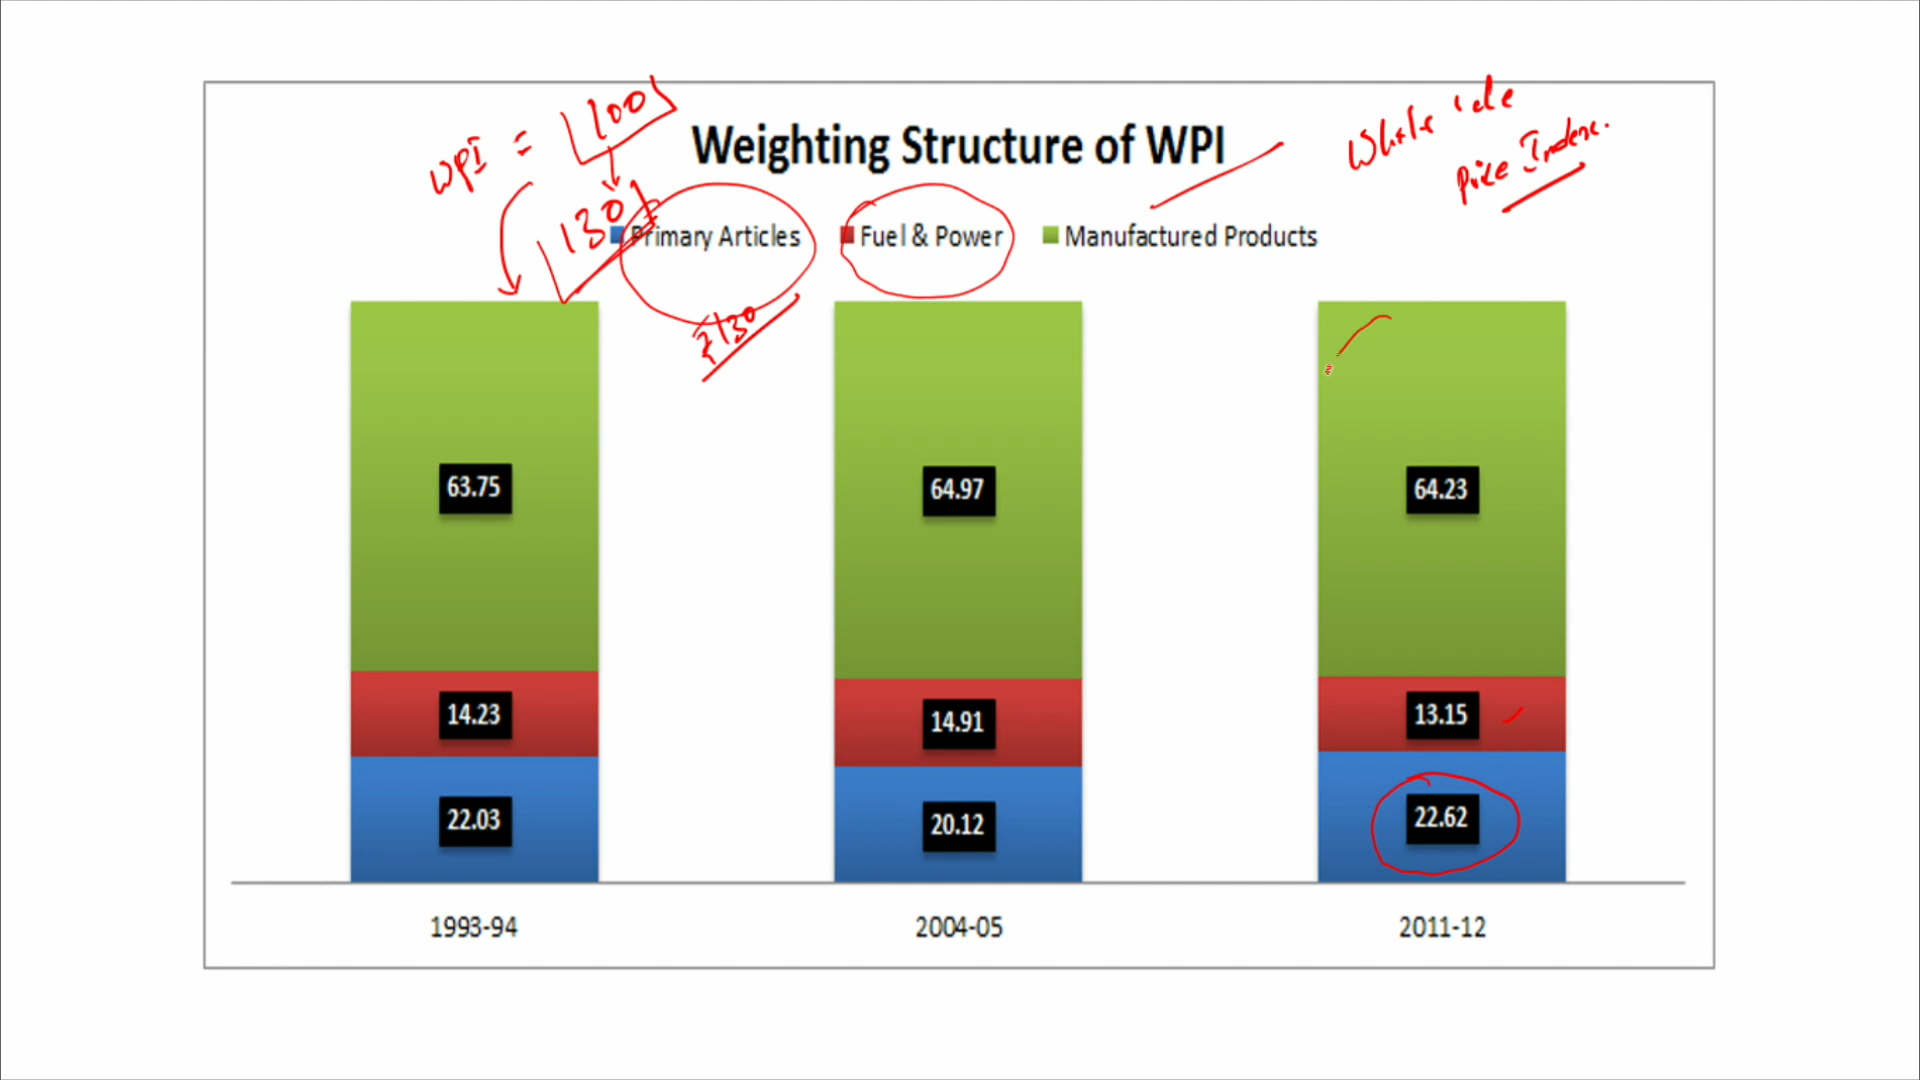 WPI = 100
Whole sale
Price Index.
Weighting Structure of WPI
130
Primary Articles
Fuel & Power
Manufactured Products
₹130
63.75
64.97
64.23
14.23
14.91
13.15
22.03
20.12
22.62
1993-94
2004-05
2011-12